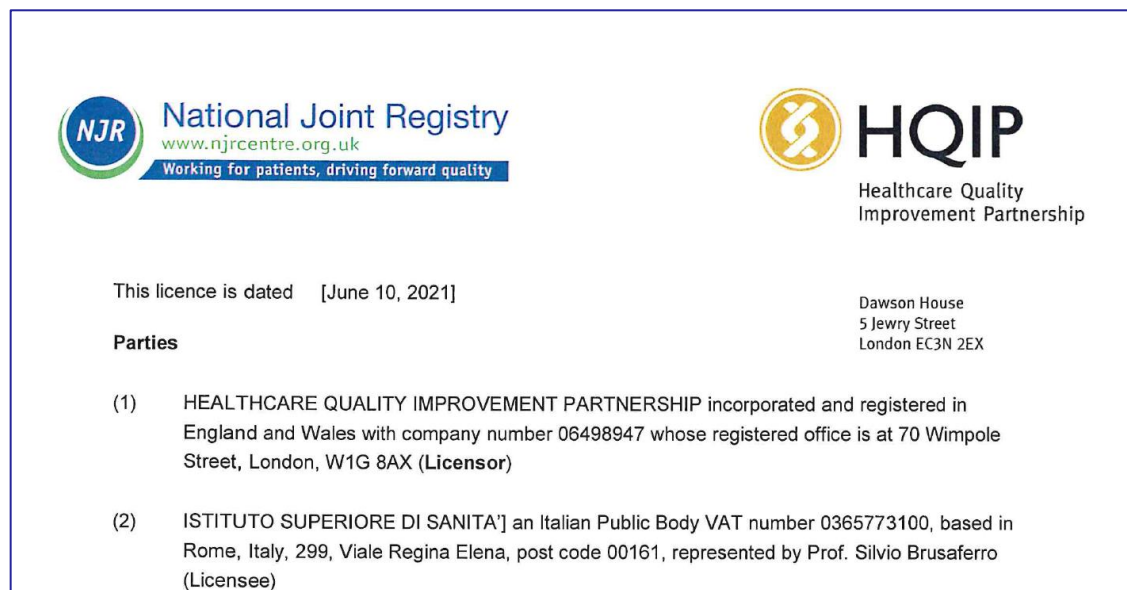 NJR
National Joint Registry
www.njrcentre.org.uk
Working for patients, driving forward quality
HQIP
Healthcare Quality
Improvement Partnership
This licence is dated [June 10, 2021]
Dawson House
5 Jewry Street
London EC3N 2EX
Parties
(1) HEALTHCARE QUALITY IMPROVEMENT PARTNERSHIP incorporated and registered in
England and Wales with company number 06498947 whose registered office is at 70 Wimpole
Street, London, W1G 8AX (Licensor)
(2) ISTITUTO SUPERIORE DI SANITA'] an Italian Public Body VAT number 0365773100, based in
Rome, Italy, 299, Viale Regina Elena, post code 00161, represented by Prof. Silvio Brusaferro
(Licensee)